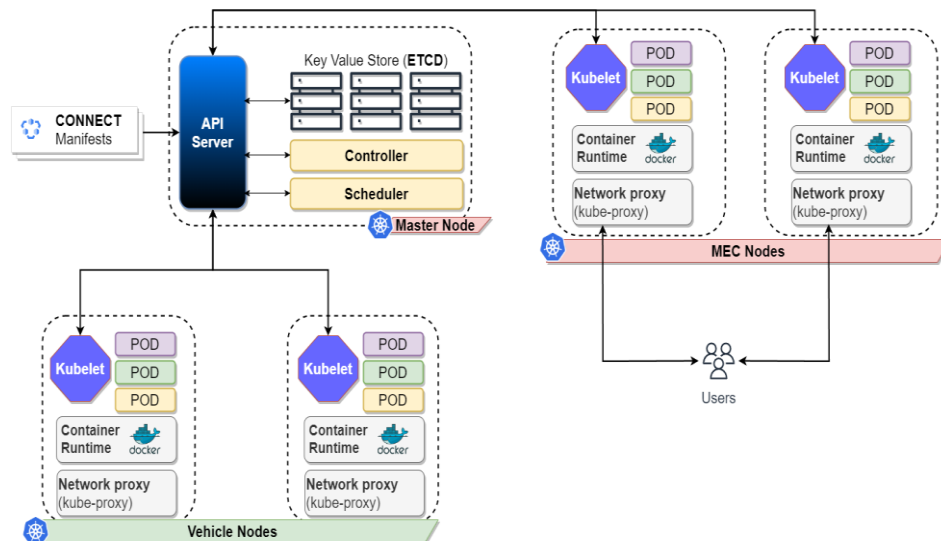 Key Value Store (ETCD)
CONNECT
Manifests
API
Server
Controller
Scheduler
Master Node
Kubelet
POD
POD
POD
Container
Runtime
docker
Network proxy
(kube-proxy)
Kubelet
POD
POD
POD
Container
Runtime
docker
Network proxy
(kube-proxy)
MEC Nodes
Users
Kubelet
POD
POD
POD
Container
Runtime
docker
Network proxy
(kube-proxy)
Kubelet
POD
POD
POD
Container
Runtime
docker
Network proxy
(kube-proxy)
Vehicle Nodes